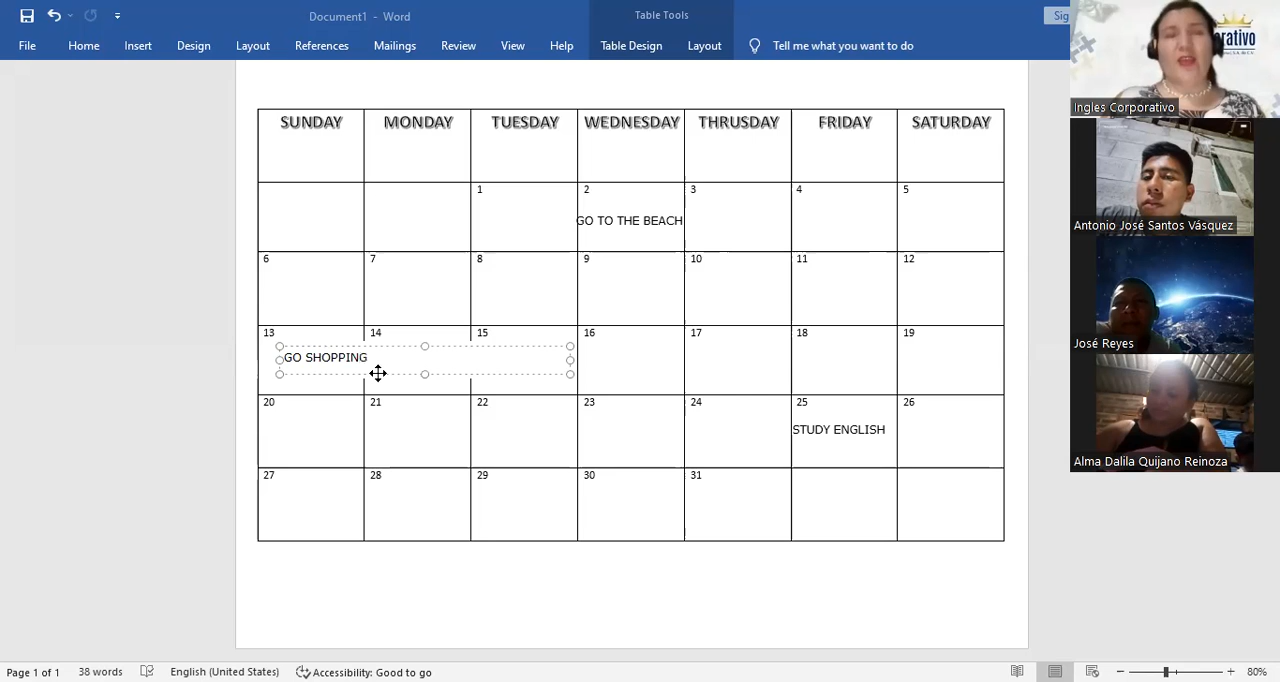 Document1 - Word
Table Tools
Sig
File Home Insert Design Layout References Mailings Review View Help Table Design Layout Tell me what you want to do
SUNDAY MONDAY TUESDAY WEDNESDAY THRUSDAY FRIDAY SATURDAY
1 2 3 4 5
GO TO THE BEACH
6 7 8 9 10 11 12
13 14 15 16 17 18 19
GO SHOPPING
20 21 22 23 24 25 26
STUDY ENGLISH
27 28 29 30 31
Ingles Corporativo
Antonio José Santos Vásquez
José Reyes
Alma Dalila Quijano Reinoza
Page 1 of 1 38 words English (United States) Accessibility: Good to go 80%